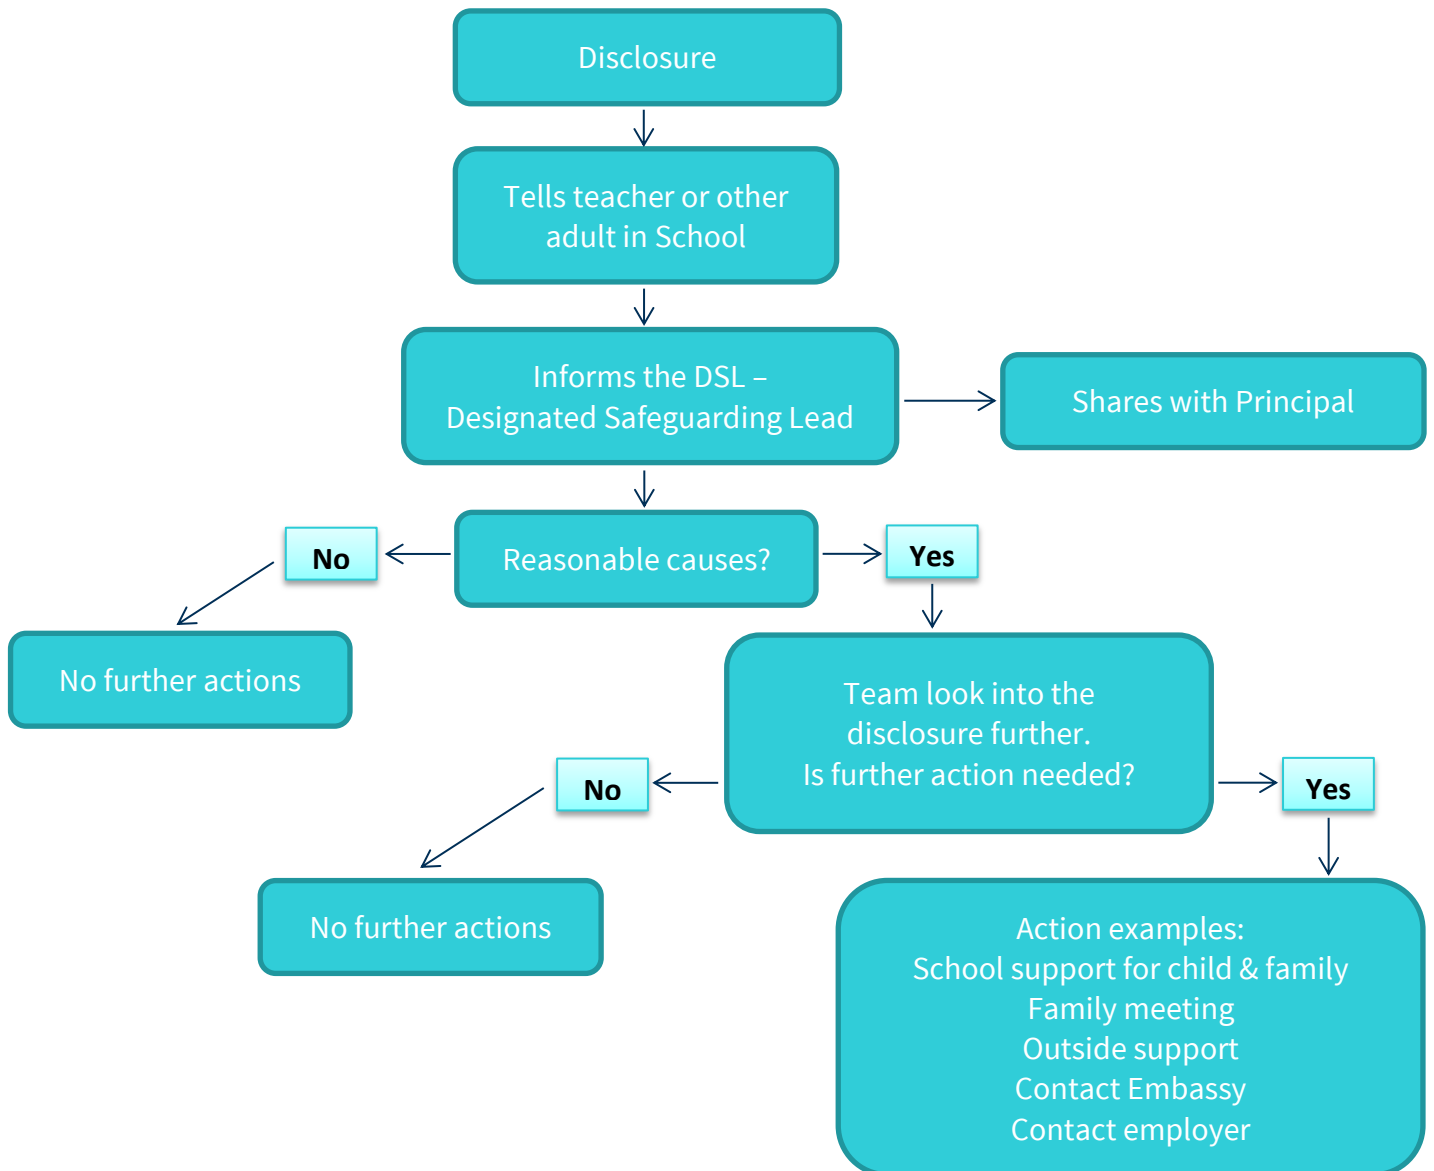 Disclosure
Tells teacher or other
adult in School
Informs the DSL –
Designated Safeguarding Lead
Shares with Principal
No
Reasonable causes?
Yes
No further actions
Team look into the
disclosure further.
Is further action needed?
No
Yes
No further actions
Action examples:
School support for child & family
Family meeting
Outside support
Contact Embassy
Contact employer